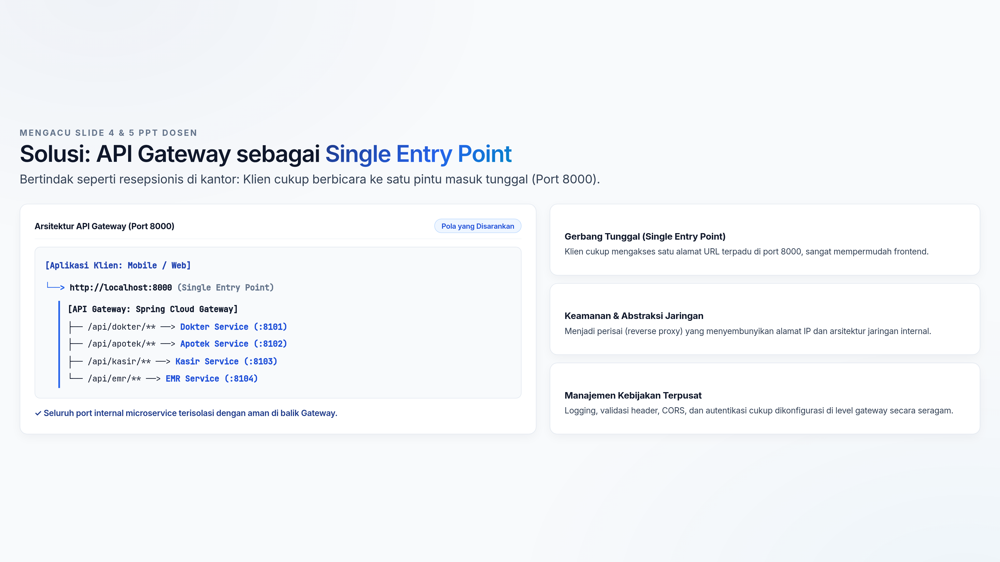 MENGACU SLIDE 4 & 5 PPT DOSEN
Solusi: API Gateway sebagai Single Entry Point
Bertindak seperti resepsionis di kantor: Klien cukup berbicara ke satu pintu masuk tunggal (Port 8000).
Arsitektur API Gateway (Port 8000)
Pola yang Disarankan
[Aplikasi Klien: Mobile / Web]
└──> http://localhost:8000 (Single Entry Point)
[API Gateway: Spring Cloud Gateway]
├── /api/dokter/** ──> Dokter Service (:8101)
├── /api/apotek/** ──> Apotek Service (:8102)
├── /api/kasir/** ──> Kasir Service (:8103)
└── /api/emr/** ──> EMR Service (:8104)
✓ Seluruh port internal microservice terisolasi dengan aman di balik Gateway.
Gerbang Tunggal (Single Entry Point)
Klien cukup mengakses satu alamat URL terpadu di port 8000, sangat mempermudah frontend.
Keamanan & Abstraksi Jaringan
Menjadi perisai (reverse proxy) yang menyembunyikan alamat IP dan arsitektur jaringan internal.
Manajemen Kebijakan Terpusat
Logging, validasi header, CORS, dan autentikasi cukup dikonfigurasi di level gateway secara seragam.